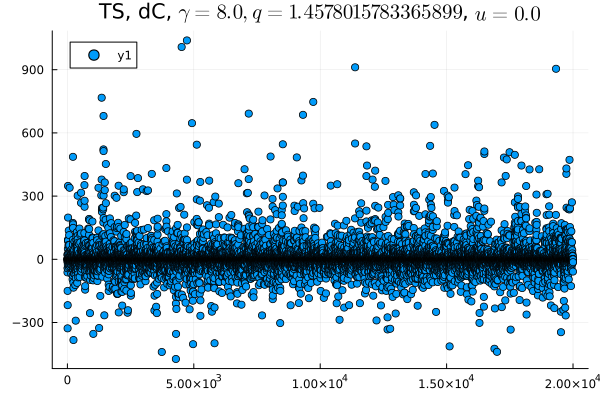 TS, dC, γ = 8.0, q = 1.4578015783365899, u = 0.0
y1
900
600
300
0
−300
0 5.00×10³ 1.00×10⁴ 1.50×10⁴ 2.00×10⁴